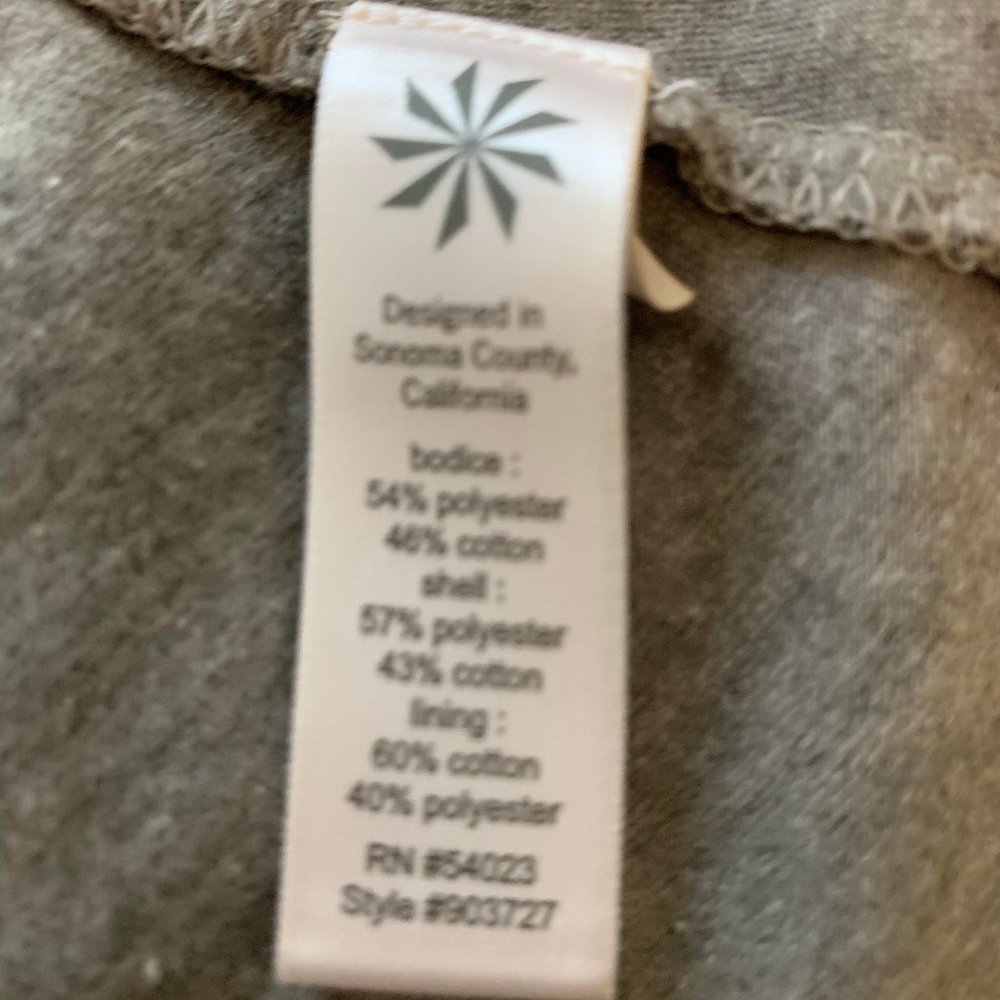 Designed in
Sonoma County,
California
bodice :
54% polyester
46% cotton
shell :
57% polyester
43% cotton
lining :
60% cotton
40% polyester
RN #54023
Style #903727